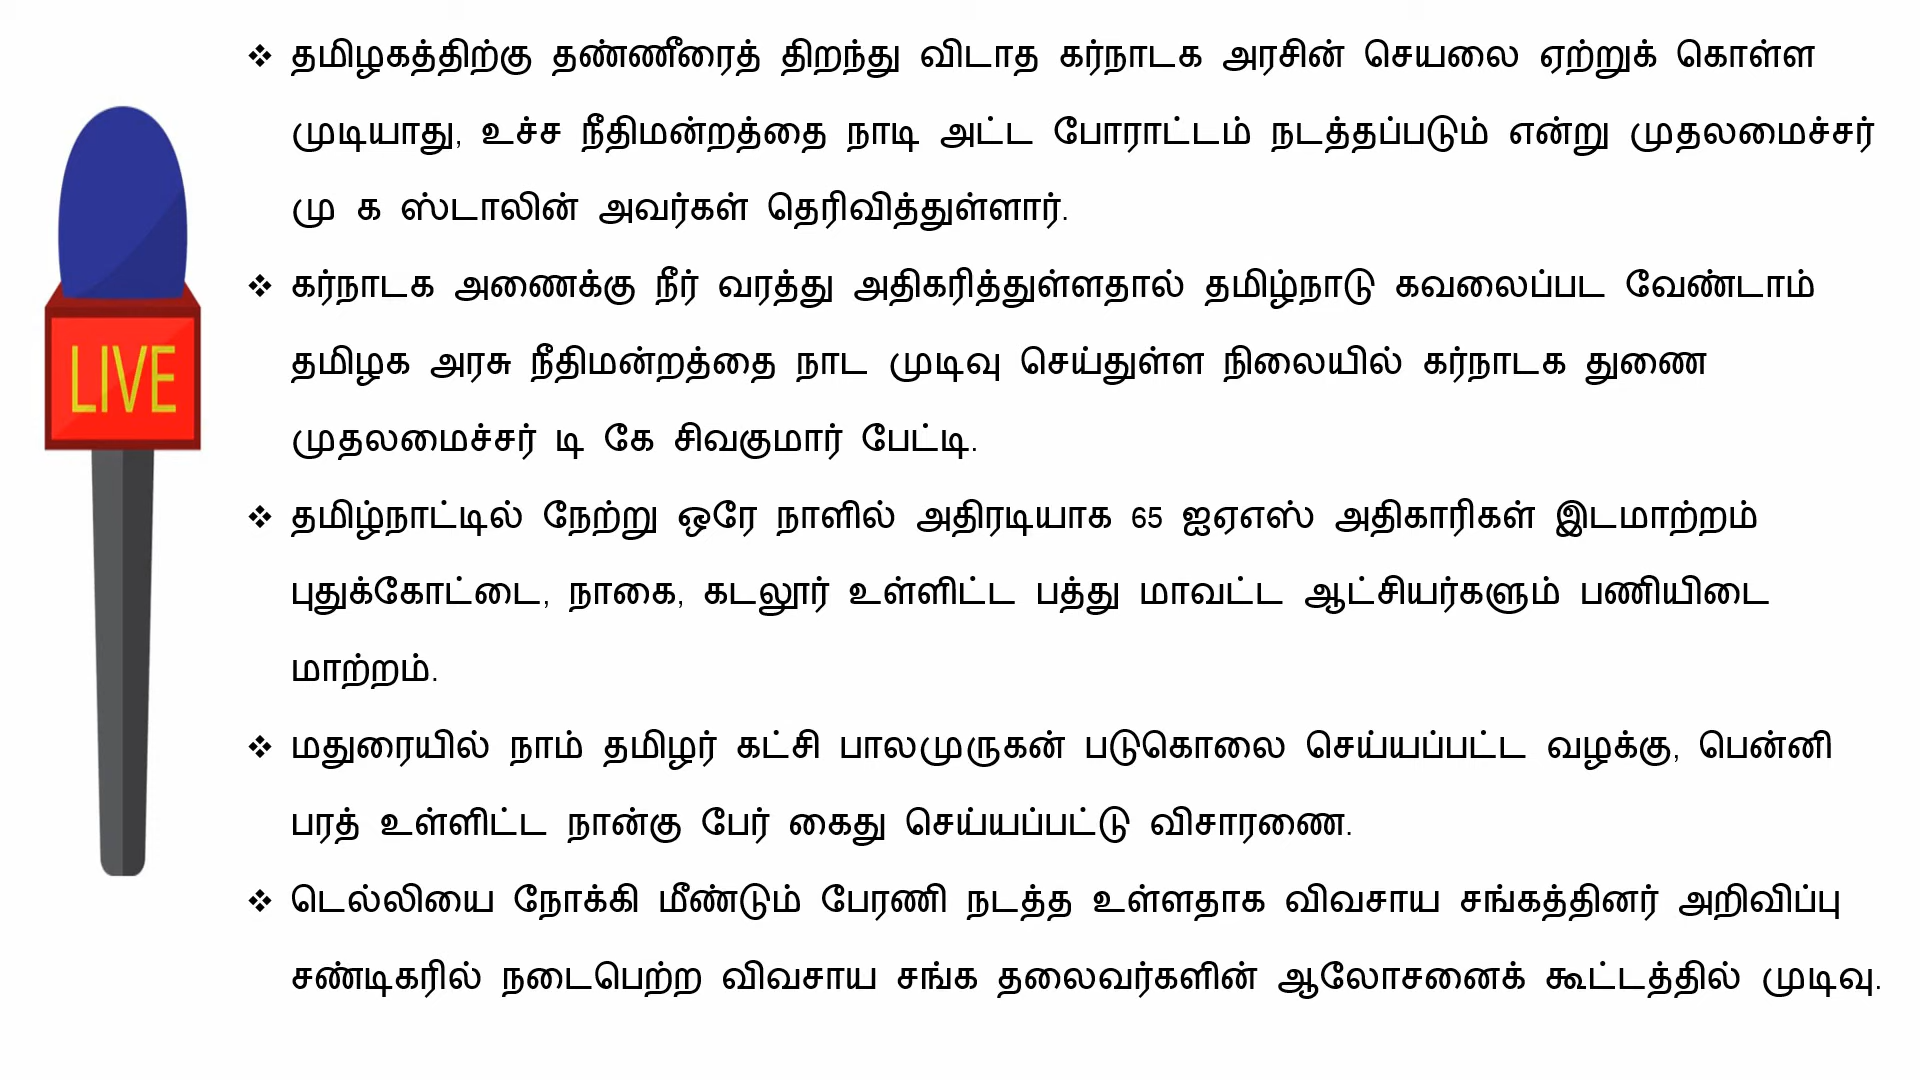 ❖ தமிழகத்திற்கு தண்ணீரைத் திறந்து விடாத கர்நாடக அரசின் செயலை ஏற்றுக் கொள்ள
முடியாது, உச்ச நீதிமன்றத்தை நாடி அட்ட போராட்டம் நடத்தப்படும் என்று முதலமைச்சர்
மு க ஸ்டாலின் அவர்கள் தெரிவித்துள்ளார்.
❖ கர்நாடக அணைக்கு நீர் வரத்து அதிகரித்துள்ளதால் தமிழ்நாடு கவலைப்பட வேண்டாம்
தமிழக அரசு நீதிமன்றத்தை நாட முடிவு செய்துள்ள நிலையில் கர்நாடக துணை
முதலமைச்சர் டி கே சிவகுமார் பேட்டி.
LIVE
❖ தமிழ்நாட்டில் நேற்று ஒரே நாளில் அதிரடியாக 65 ஐஏஎஸ் அதிகாரிகள் இடமாற்றம்
புதுக்கோட்டை, நாகை, கடலூர் உள்ளிட்ட பத்து மாவட்ட ஆட்சியர்களும் பணியிடை
மாற்றம்.
❖ மதுரையில் நாம் தமிழர் கட்சி பாலமுருகன் படுகொலை செய்யப்பட்ட வழக்கு, பென்னி
பரத் உள்ளிட்ட நான்கு பேர் கைது செய்யப்பட்டு விசாரணை.
❖ டெல்லியை நோக்கி மீண்டும் பேரணி நடத்த உள்ளதாக விவசாய சங்கத்தினர் அறிவிப்பு
சண்டிகரில் நடைபெற்ற விவசாய சங்க தலைவர்களின் ஆலோசனைக் கூட்டத்தில் முடிவு.